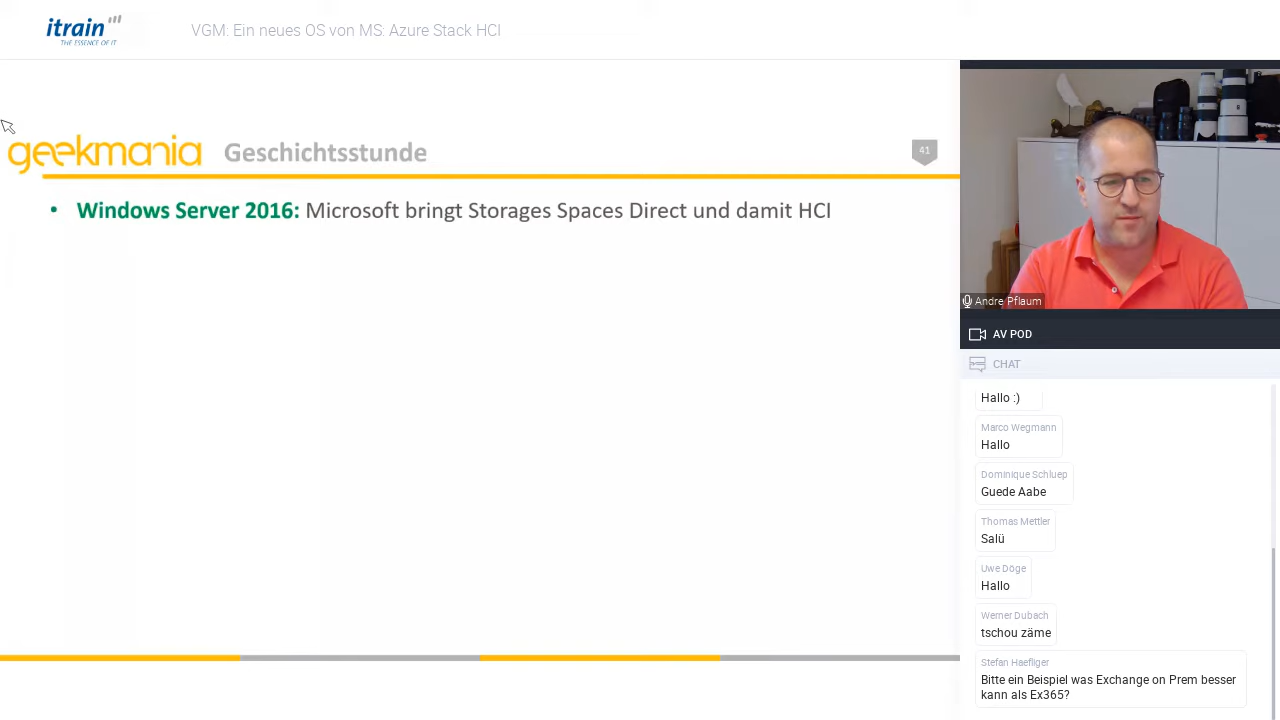 itrain
THE ESSENCE OF IT
VGM: Ein neues OS von MS: Azure Stack HCI
geekmania
Geschichtsstunde
41
• Windows Server 2016: Microsoft bringt Storages Spaces Direct und damit HCI
Andre Pflaum
AV POD
CHAT
Hallo :)
Marco Wegmann
Hallo
Dominique Schluep
Guede Aabe
Thomas Mettler
Salü
Uwe Döge
Hallo
Werner Dubach
tschou zäme
Stefan Haefliger
Bitte ein Beispiel was Exchange on Prem besser
kann als Ex365?